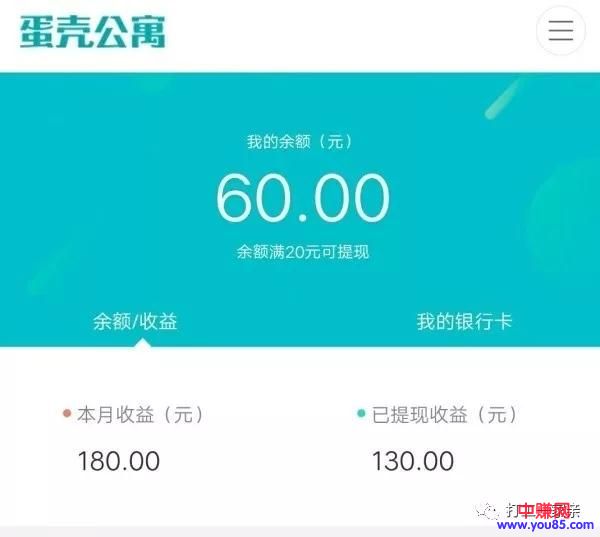 蛋壳公寓
我的余额（元）
60.00
余额满20元可提现
余额/收益 我的银行卡
本月收益（元） 已提现收益（元）
180.00 130.00
中赚网
www.you85.com